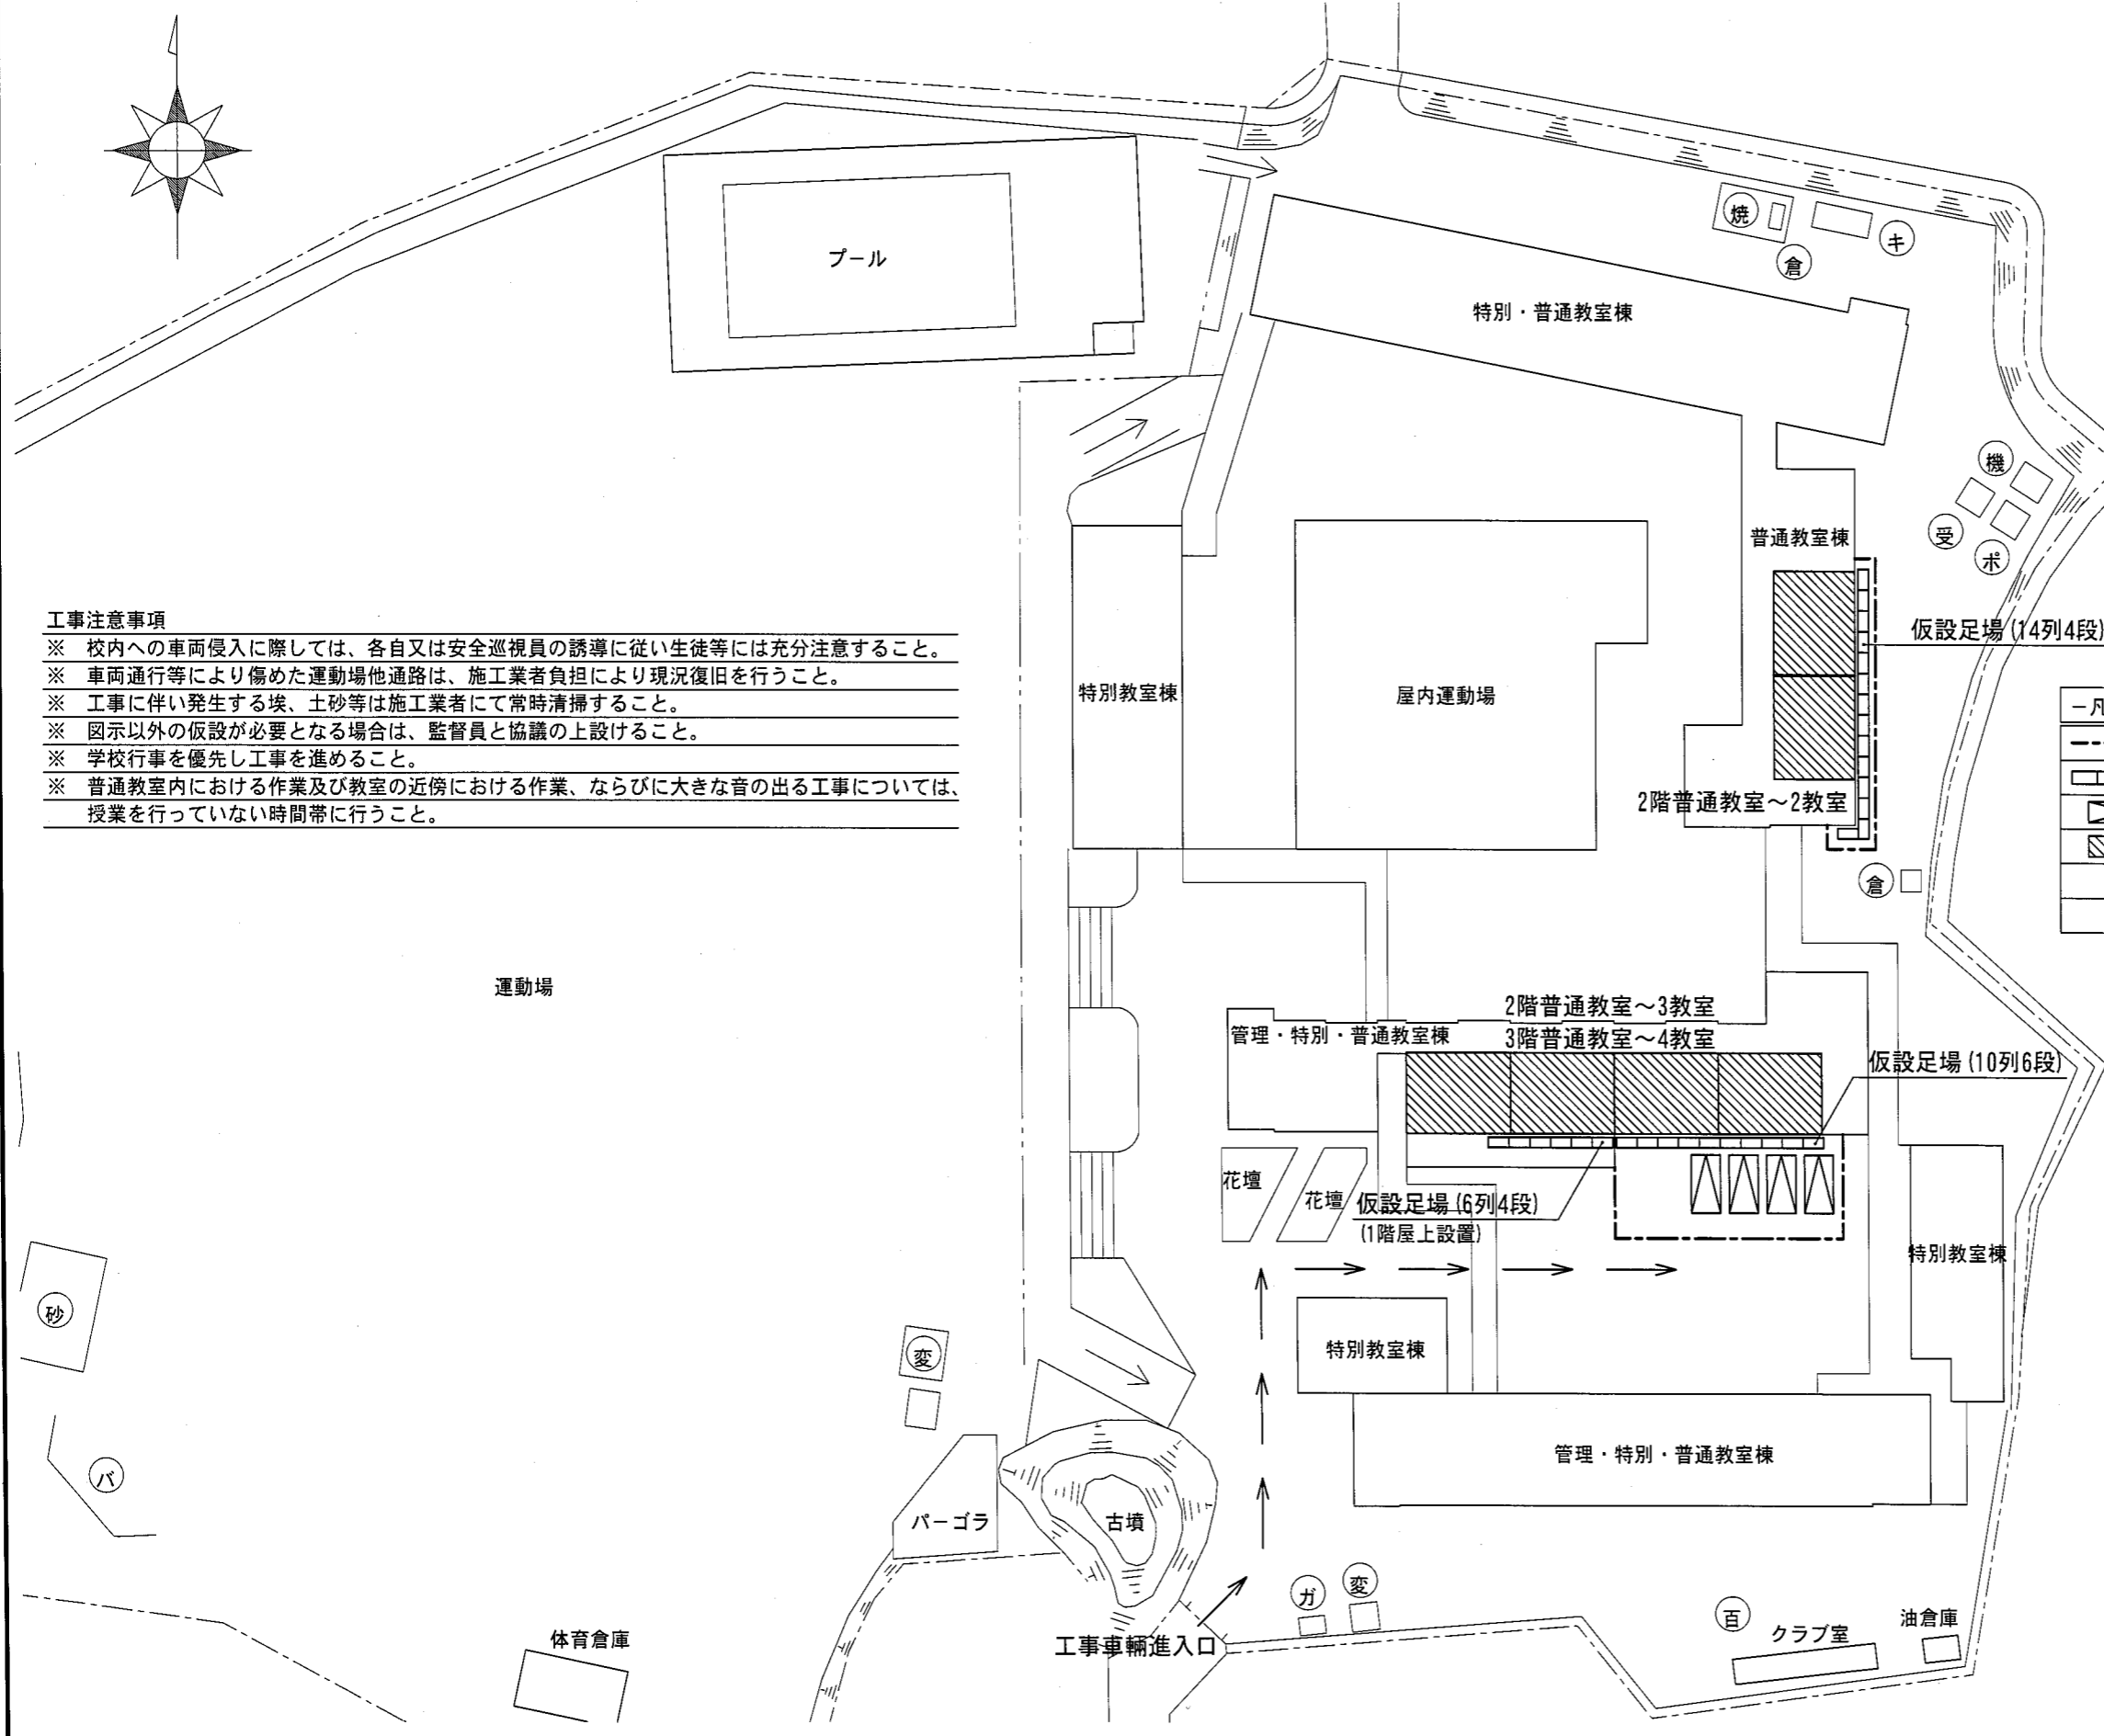 プール
焼
倉
キ
特別・普通教室棟
機
受
ポ
普通教室棟
仮設足場(14列4段)
工事注意事項
※ 校内への車両侵入に際しては、各自又は安全巡視員の誘導に従い生徒等には充分注意すること。
※ 車両通行等により傷めた運動場他通路は、施工業者負担により現況復旧を行うこと。
※ 工事に伴い発生する埃、土砂等は施工業者にて常時清掃すること。
※ 図示以外の仮設が必要となる場合は、監督員と協議の上設けること。
※ 学校行事を優先し工事を進めること。
※ 普通教室内における作業及び教室の近傍における作業、ならびに大きな音の出る工事については、
授業を行っていない時間帯に行うこと。
特別教室棟
屋内運動場
−凡
2階普通教室〜2教室
倉
運動場
2階普通教室〜3教室
管理・特別・普通教室棟
3階普通教室〜4教室
仮設足場(10列6段)
花壇
花壇
仮設足場(6列4段)
(1階屋上設置)
特別教室棟
砂
変
特別教室棟
管理・特別・普通教室棟
バ
パーゴラ
古墳
ガ
変
工事車輛進入口
百
クラブ室
油倉庫
体育倉庫